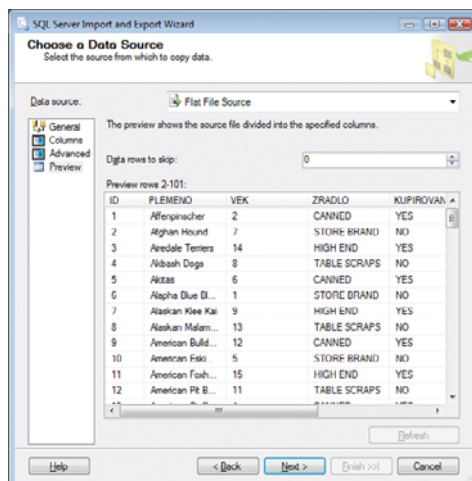 SQL Server Import and Export Wizard
Choose a Data Source
Select the source from which to copy data.
Data source: Flat File Source
General
Columns
Advanced
Preview
The preview shows the source file divided into the specified columns.
Data rows to skip: 0
Preview rows 2-101:
ID PLEMENO VEK ZRADLO KUPIROVAN
1 Affenpinscher 2 CANNED YES
2 Afghan Hound 7 STORE BRAND NO
3 Airedale Terriers 14 HIGH END YES
4 Akbash Dogs 8 TABLE SCRAPS NO
5 Akitas 6 CANNED YES
6 Alapha Blue Bl... 1 STORE BRAND NO
7 Alaskan Klee Kai 9 HIGH END YES
8 Alaskan Malam... 13 TABLE SCRAPS NO
9 American Bulld... 12 CANNED YES
10 American Eski... 5 STORE BRAND NO
11 American Foxh... 15 HIGH END YES
12 American Pit B... 11 TABLE SCRAPS NO
Refresh
Help < Back Next > Finish >>| Cancel